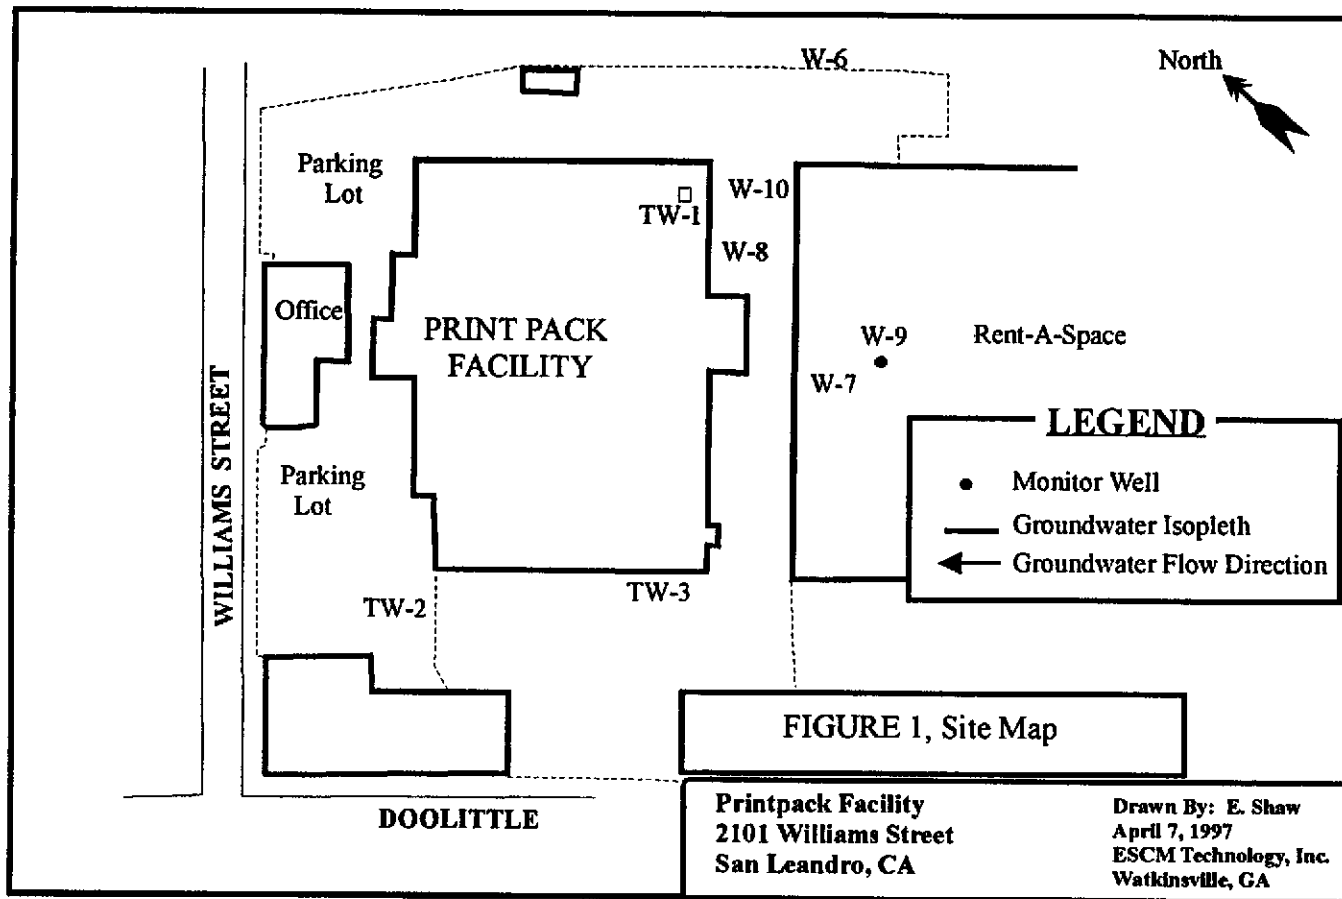 W-6
North
Parking
Lot
W-10
TW-1
W-8
Office
PRINT PACK
FACILITY
W-9
Rent-A-Space
W-7
WILLIAMS STREET
LEGEND
Monitor Well
Groundwater Isopleth
Groundwater Flow Direction
Parking
Lot
TW-2
TW-3
FIGURE 1, Site Map
DOOLITTLE
Printpack Facility
2101 Williams Street
San Leandro, CA
Drawn By: E. Shaw
April 7, 1997
ESCM Technology, Inc.
Watkinsville, GA